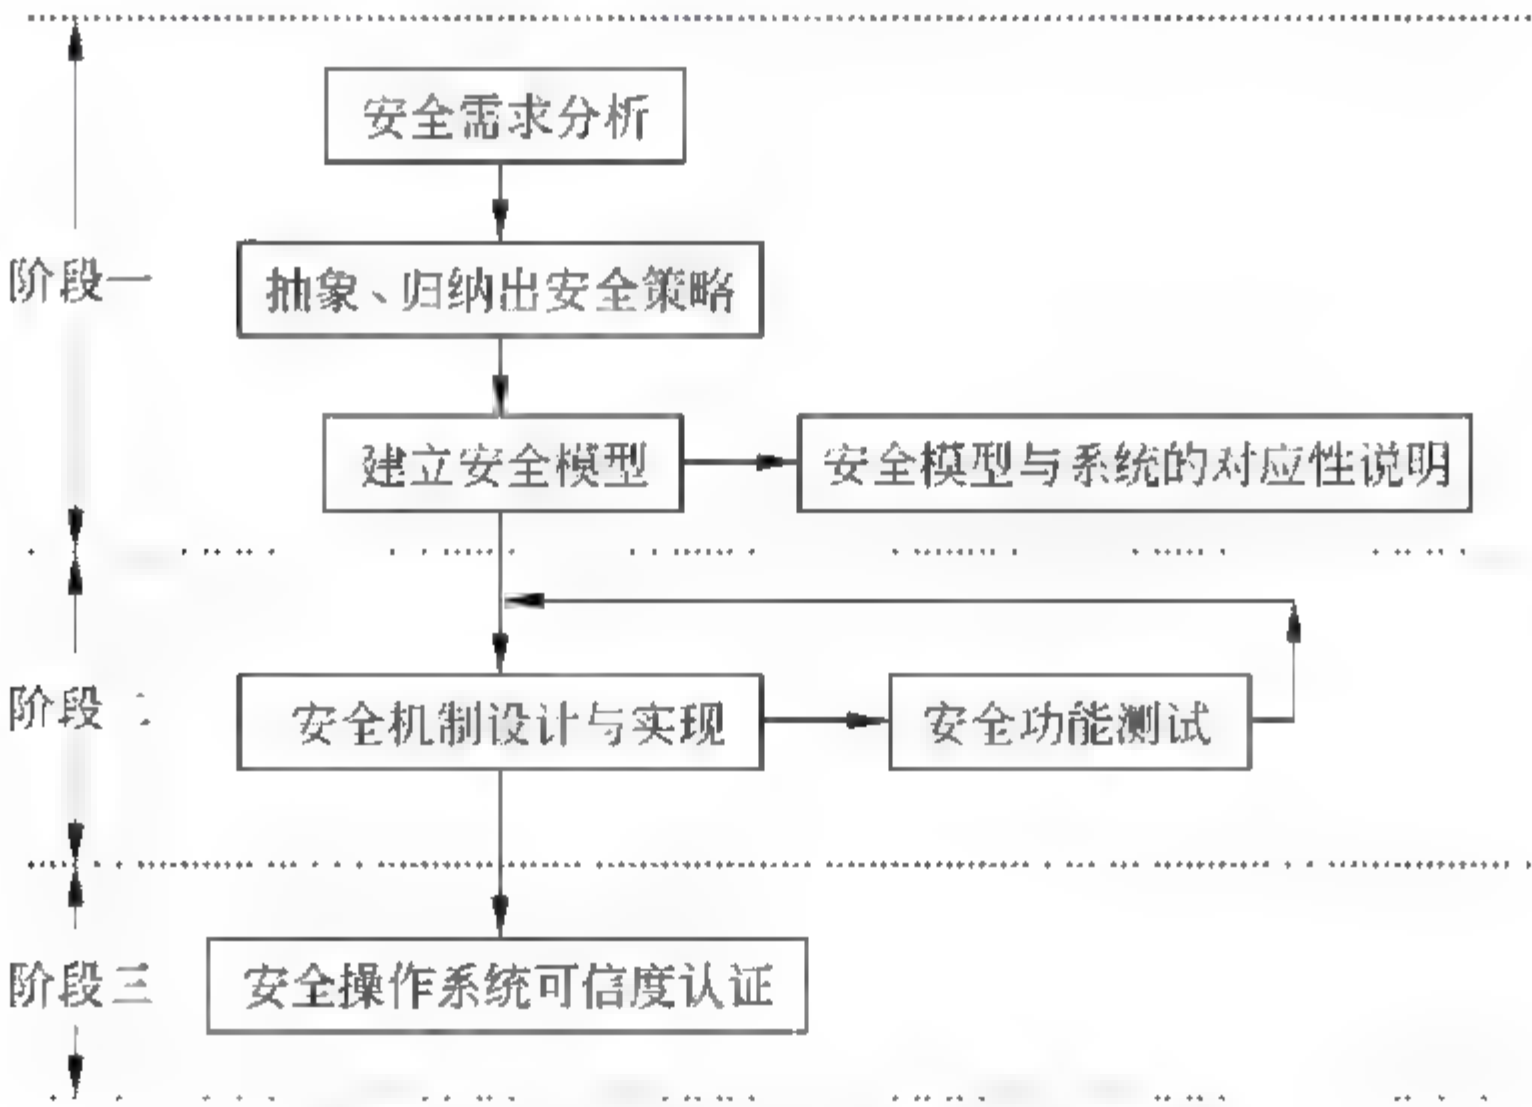 安全需求分析
阶段一
抽象、归纳出安全策略
建立安全模型
安全模型与系统的对应性说明
阶段
安全机制设计与实现
安全功能测试
阶段三
安全操作系统可信度认证